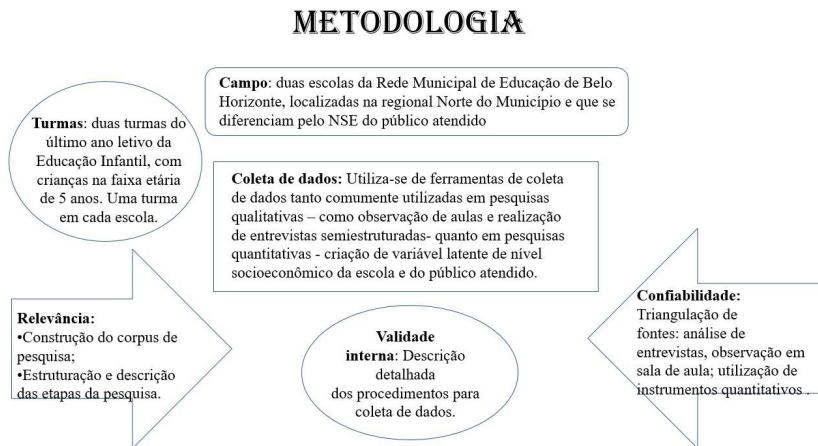 METODOLOGIA
Campo: duas escolas da Rede Municipal de Educação de Belo
Horizonte, localizadas na regional Norte do Município e que se
diferenciam pelo NSE do público atendido
Turmas: duas turmas do
último ano letivo da
Educação Infantil, com
crianças na faixa etária
de 5 anos. Uma turma
em cada escola.
Coleta de dados: Utiliza-se de ferramentas de coleta
de dados tanto comumente utilizadas em pesquisas
qualitativas – como observação de aulas e realização
de entrevistas semiestruturadas- quanto em pesquisas
quantitativas - criação de variável latente de nível
socioeconômico da escola e do público atendido.
Relevância:
•Construção do corpus de
pesquisa;
•Estruturação e descrição
das etapas da pesquisa.
Validade
interna: Descrição
detalhada
dos procedimentos para
coleta de dados.
Confiabilidade:
Triangulação de
fontes: análise de
entrevistas, observação em
sala de aula; utilização de
instrumentos quantitativos .